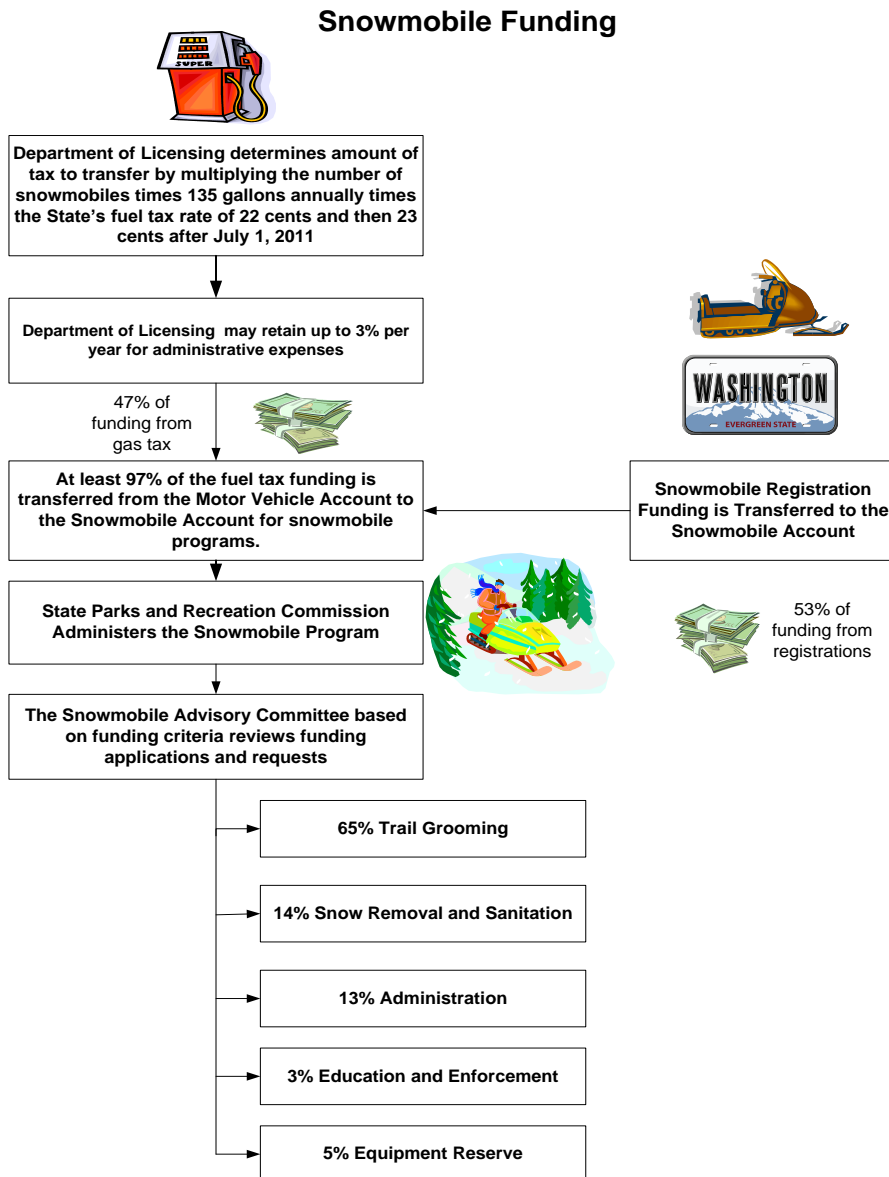 Snowmobile Funding
SUPER
Department of Licensing determines amount of
tax to transfer by multiplying the number of
snowmobiles times 135 gallons annually times
the State's fuel tax rate of 22 cents and then 23
cents after July 1, 2011
Department of Licensing may retain up to 3% per
year for administrative expenses
47% of
funding from
gas tax
WASHINGTON
EVERGREEN STATE
At least 97% of the fuel tax funding is
transferred from the Motor Vehicle Account to
the Snowmobile Account for snowmobile
programs.
Snowmobile Registration
Funding is Transferred to the
Snowmobile Account
State Parks and Recreation Commission
Administers the Snowmobile Program
53% of
funding from
registrations
The Snowmobile Advisory Committee based
on funding criteria reviews funding
applications and requests
65% Trail Grooming
14% Snow Removal and Sanitation
13% Administration
3% Education and Enforcement
5% Equipment Reserve